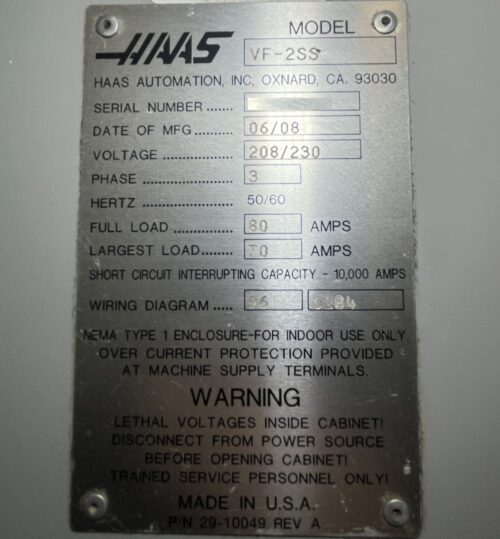 HAAS
MODEL
VF-2SS
HAAS AUTOMATION, INC, OXNARD, CA. 93030
SERIAL NUMBER ......
DATE OF MFG ........ 06/08
VOLTAGE ............... 208/230
PHASE .................... 3
HERTZ .................... 50/60
FULL LOAD ............ 80 AMPS
LARGEST LOAD....... 70 AMPS
SHORT CIRCUIT INTERRUPTING CAPACITY - 10,000 AMPS
WIRING DIAGRAM ..... 96
NEMA TYPE 1 ENCLOSURE-FOR INDOOR USE ONLY.
OVER CURRENT PROTECTION PROVIDED
AT MACHINE SUPPLY TERMINALS.
WARNING
LETHAL VOLTAGES INSIDE CABINET!
DISCONNECT FROM POWER SOURCE
BEFORE OPENING CABINET!
TRAINED SERVICE PERSONNEL ONLY!
MADE IN U.S.A.
P/N 29-10049 REV A